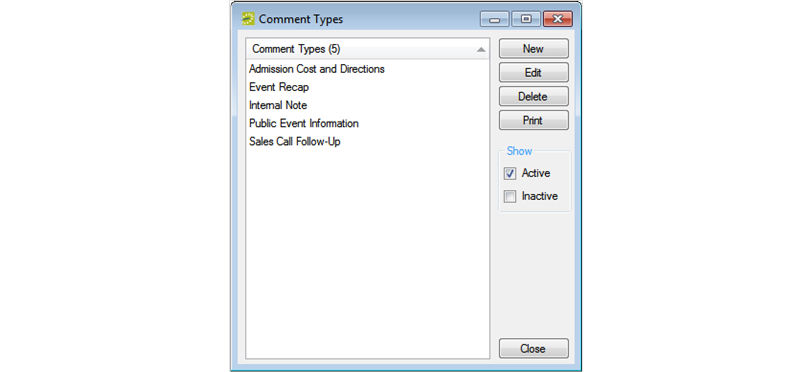 Comment Types
Comment Types (5)
Admission Cost and Directions
Event Recap
Internal Note
Public Event Information
Sales Call Follow-Up
New
Edit
Delete
Print
Show
Active
Inactive
Close